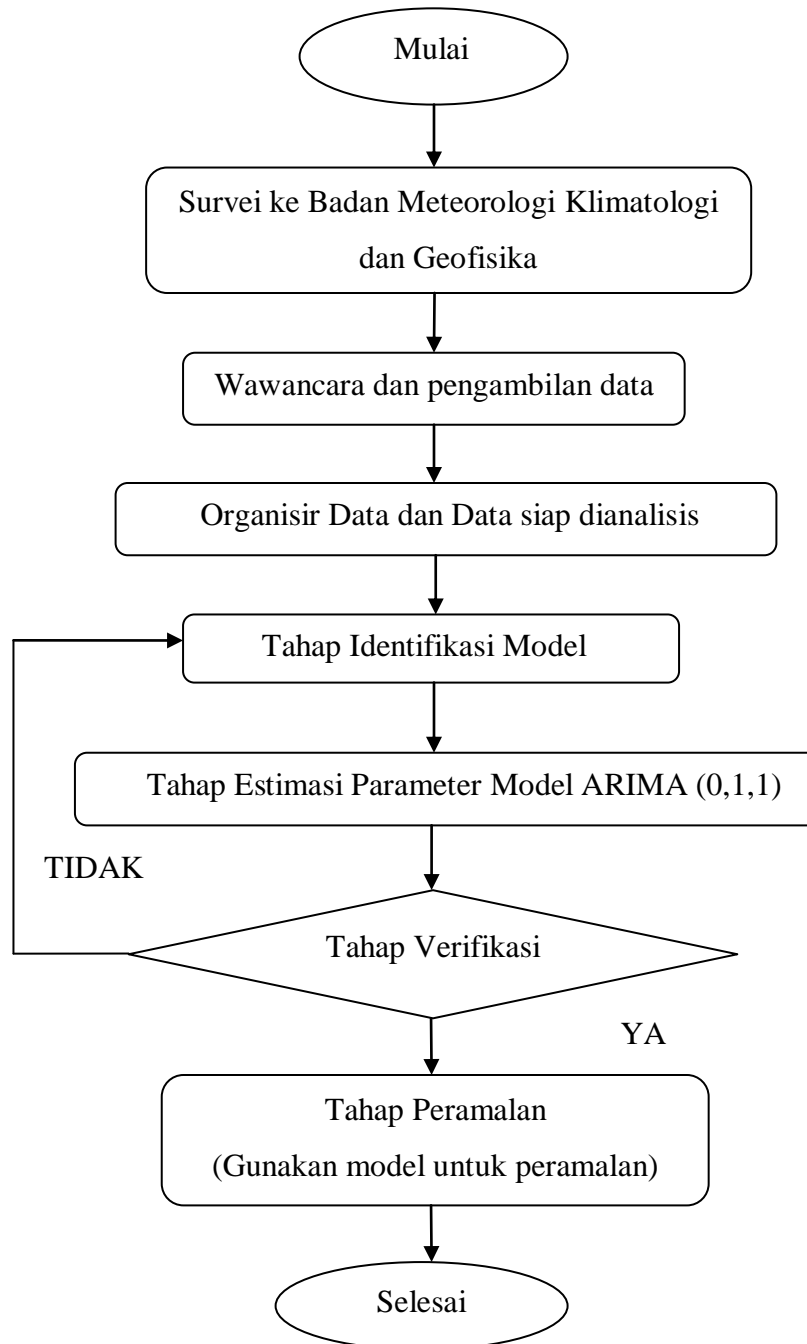 Mulai
Survei ke Badan Meteorologi Klimatologi
dan Geofisika
Wawancara dan pengambilan data
Organisir Data dan Data siap dianalisis
Tahap Identifikasi Model
Tahap Estimasi Parameter Model ARIMA (0,1,1)
TIDAK
Tahap Verifikasi
YA
Tahap Peramalan
(Gunakan model untuk peramalan)
Selesai